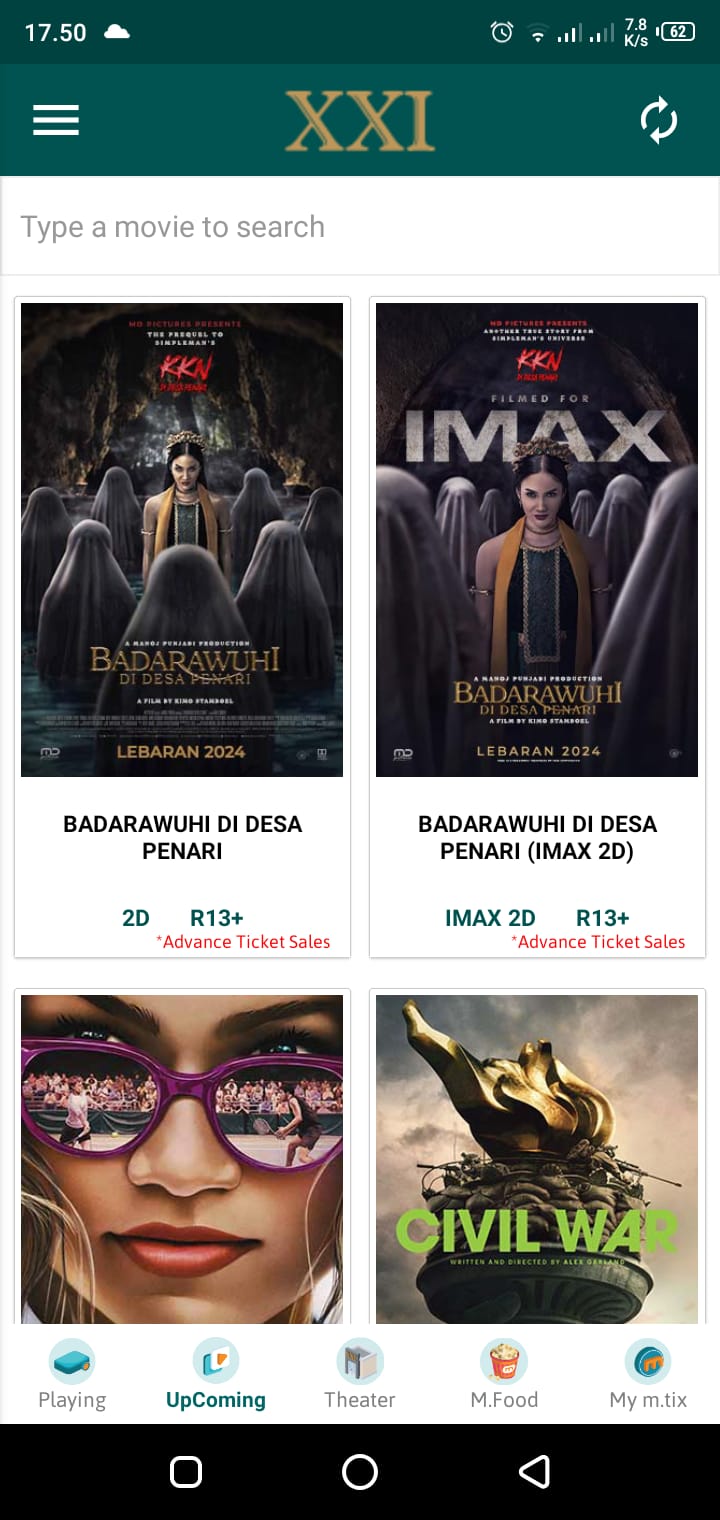 17.50
7.8
K/s
62
XXI
Type a movie to search
MD PICTURES PRESENTS
THE PREQUEL TO
SIMPLEMAN'S
KKN
DI DESA PENARI
A MANOJ PUNJABI PRODUCTION
BADARAWUHI
DI DESA PENARI
A FILM BY KIMO STAMBOEL
MD
LEBARAN 2024
BADARAWUHI DI DESA
PENARI
2D R13+
*Advance Ticket Sales
MD PICTURES PRESENTS
ANOTHER TRUE STORY FROM
SIMPLEMAN'S UNIVERSE
KKN
DI DESA PENARI
FILMED FOR
IMAX
A MANOJ PUNJABI PRODUCTION
BADARAWUHI
DI DESA PENARI
A FILM BY KIMO STAMBOEL
LEBARAN 2024
MD
BADARAWUHI DI DESA
PENARI (IMAX 2D)
IMAX 2D R13+
*Advance Ticket Sales
CIVIL WAR
WRITTEN AND DIRECTED BY ALEX GARLAND
Playing
UpComing
Theater
M.Food
My m.tix